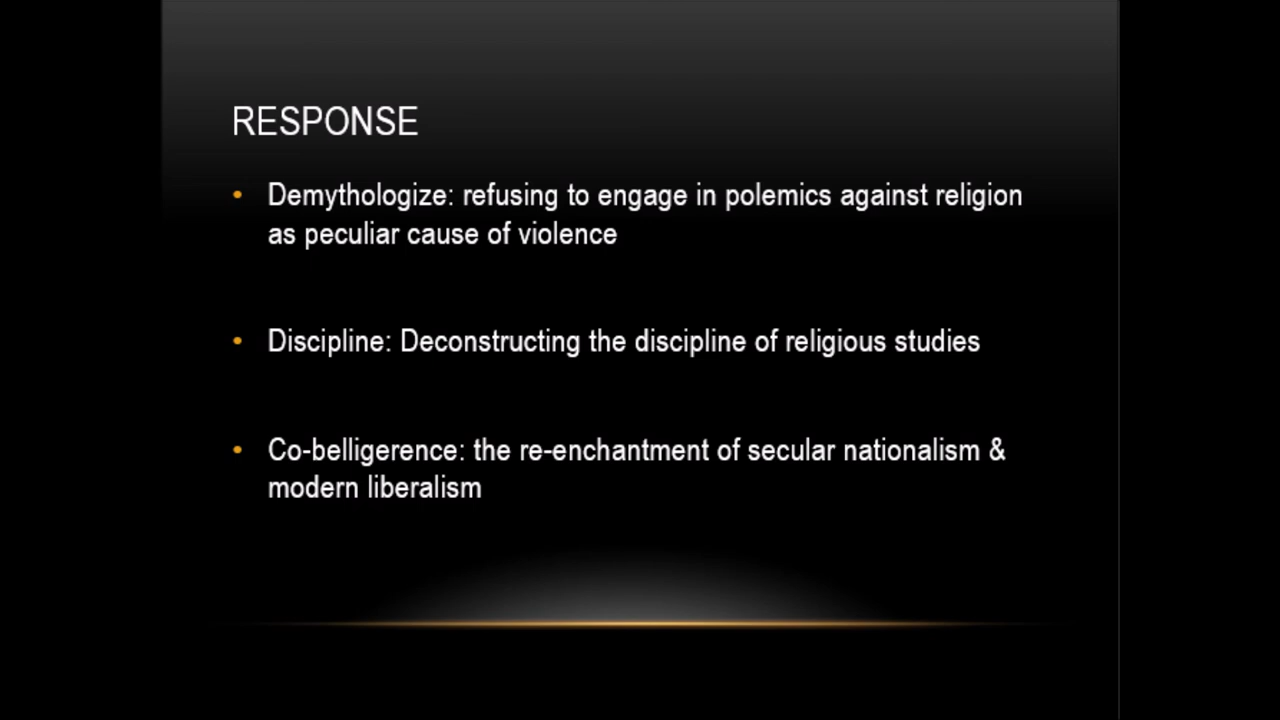 RESPONSE
• Demythologize: refusing to engage in polemics against religion
as peculiar cause of violence
• Discipline: Deconstructing the discipline of religious studies
• Co-belligerence: the re-enchantment of secular nationalism &
modern liberalism